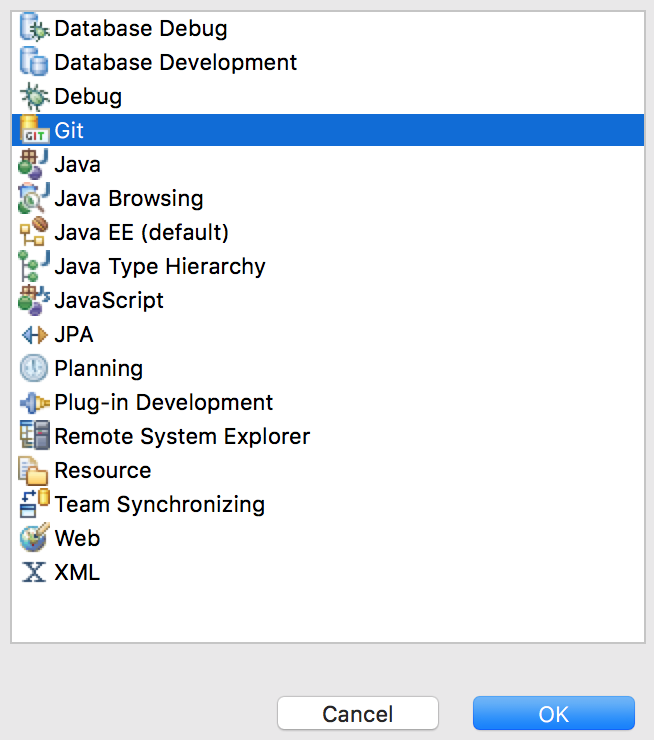 Database Debug
Database Development
Debug
GIT Git
Java
Java Browsing
Java EE (default)
Java Type Hierarchy
JavaScript
JPA
Planning
Plug-in Development
Remote System Explorer
Resource
Team Synchronizing
Web
XML
Cancel OK